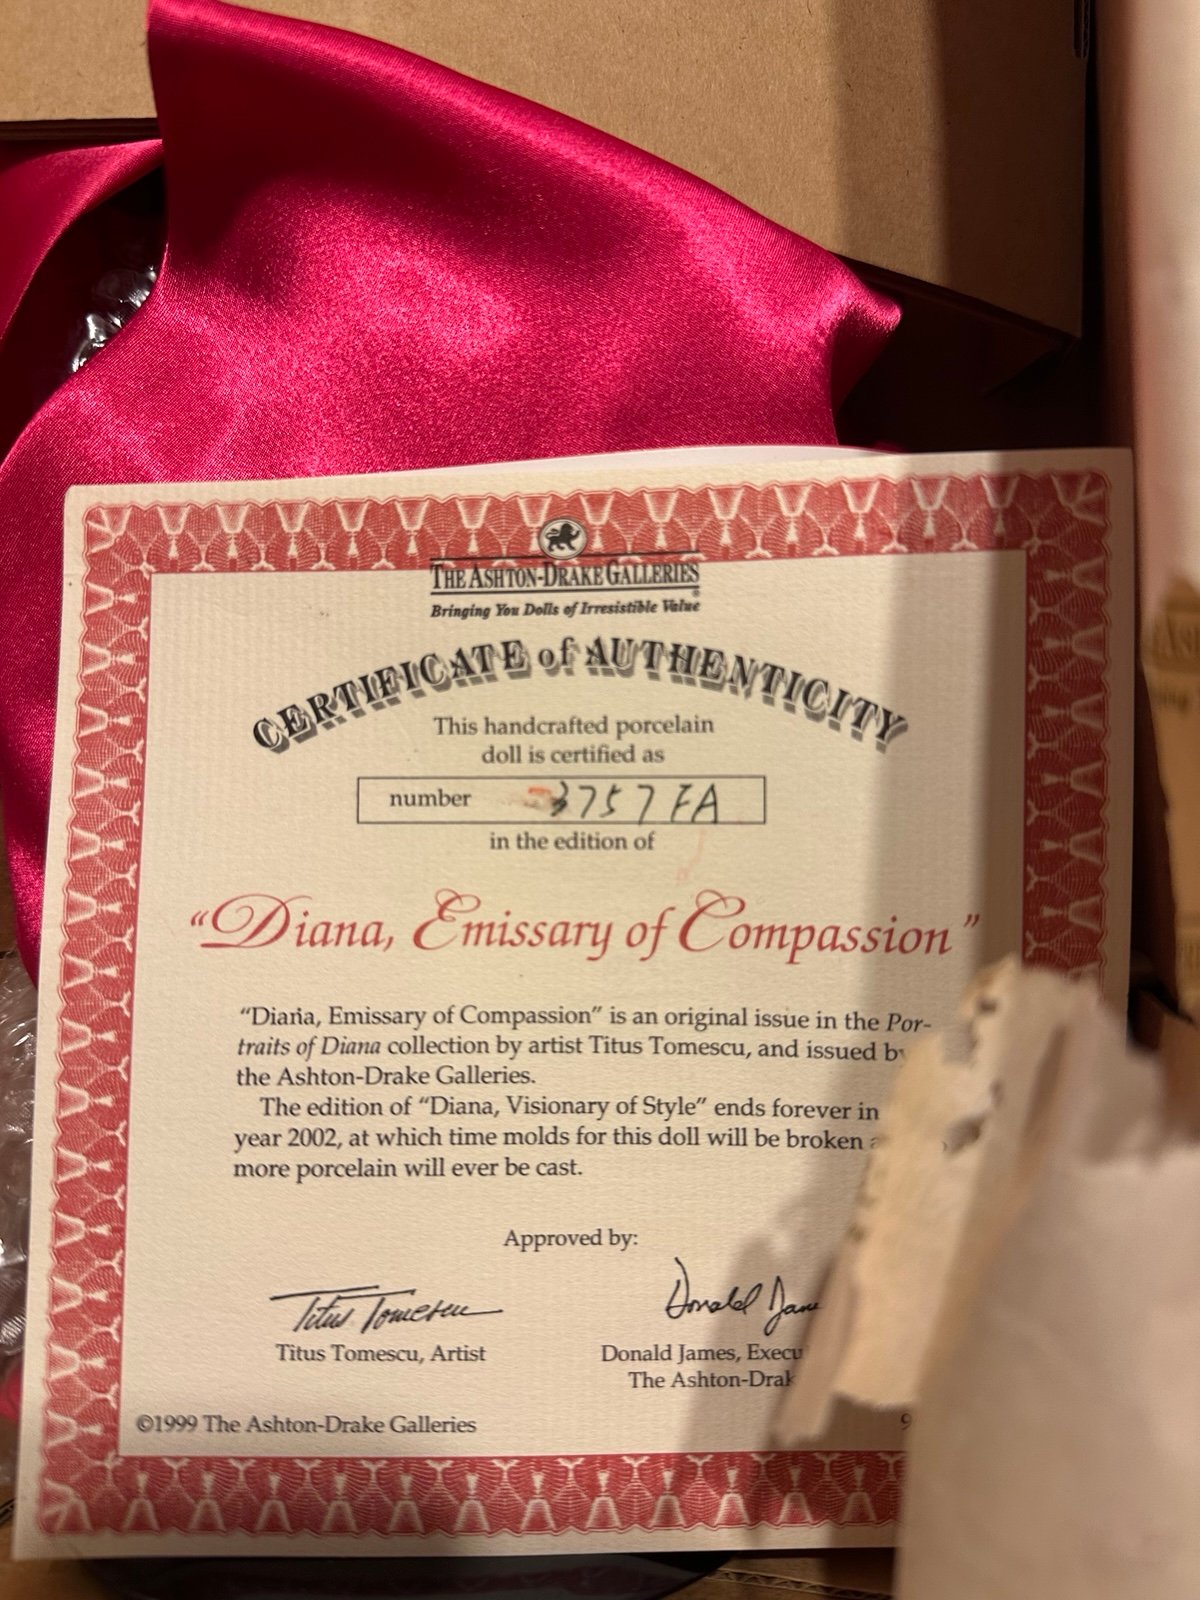 THE ASHTON-DRAKE GALLERIES
Bringing You Dolls of Irresistible Value
CERTIFICATE of AUTHENTICITY
This handcrafted porcelain
doll is certified as
number 3757 FA
in the edition of
“Diana, Emissary of Compassion”
“Diana, Emissary of Compassion” is an original issue in the Por-
traits of Diana collection by artist Titus Tomescu, and issued
the Ashton-Drake Galleries.
The edition of “Diana, Visionary of Style” ends forever in
year 2002, at which time molds for this doll will be broken
more porcelain will ever be cast.
Approved by:
Titus Tomescu Donald
Titus Tomescu, Artist Donald James,
©1999 The Ashton-Drake Galleries The